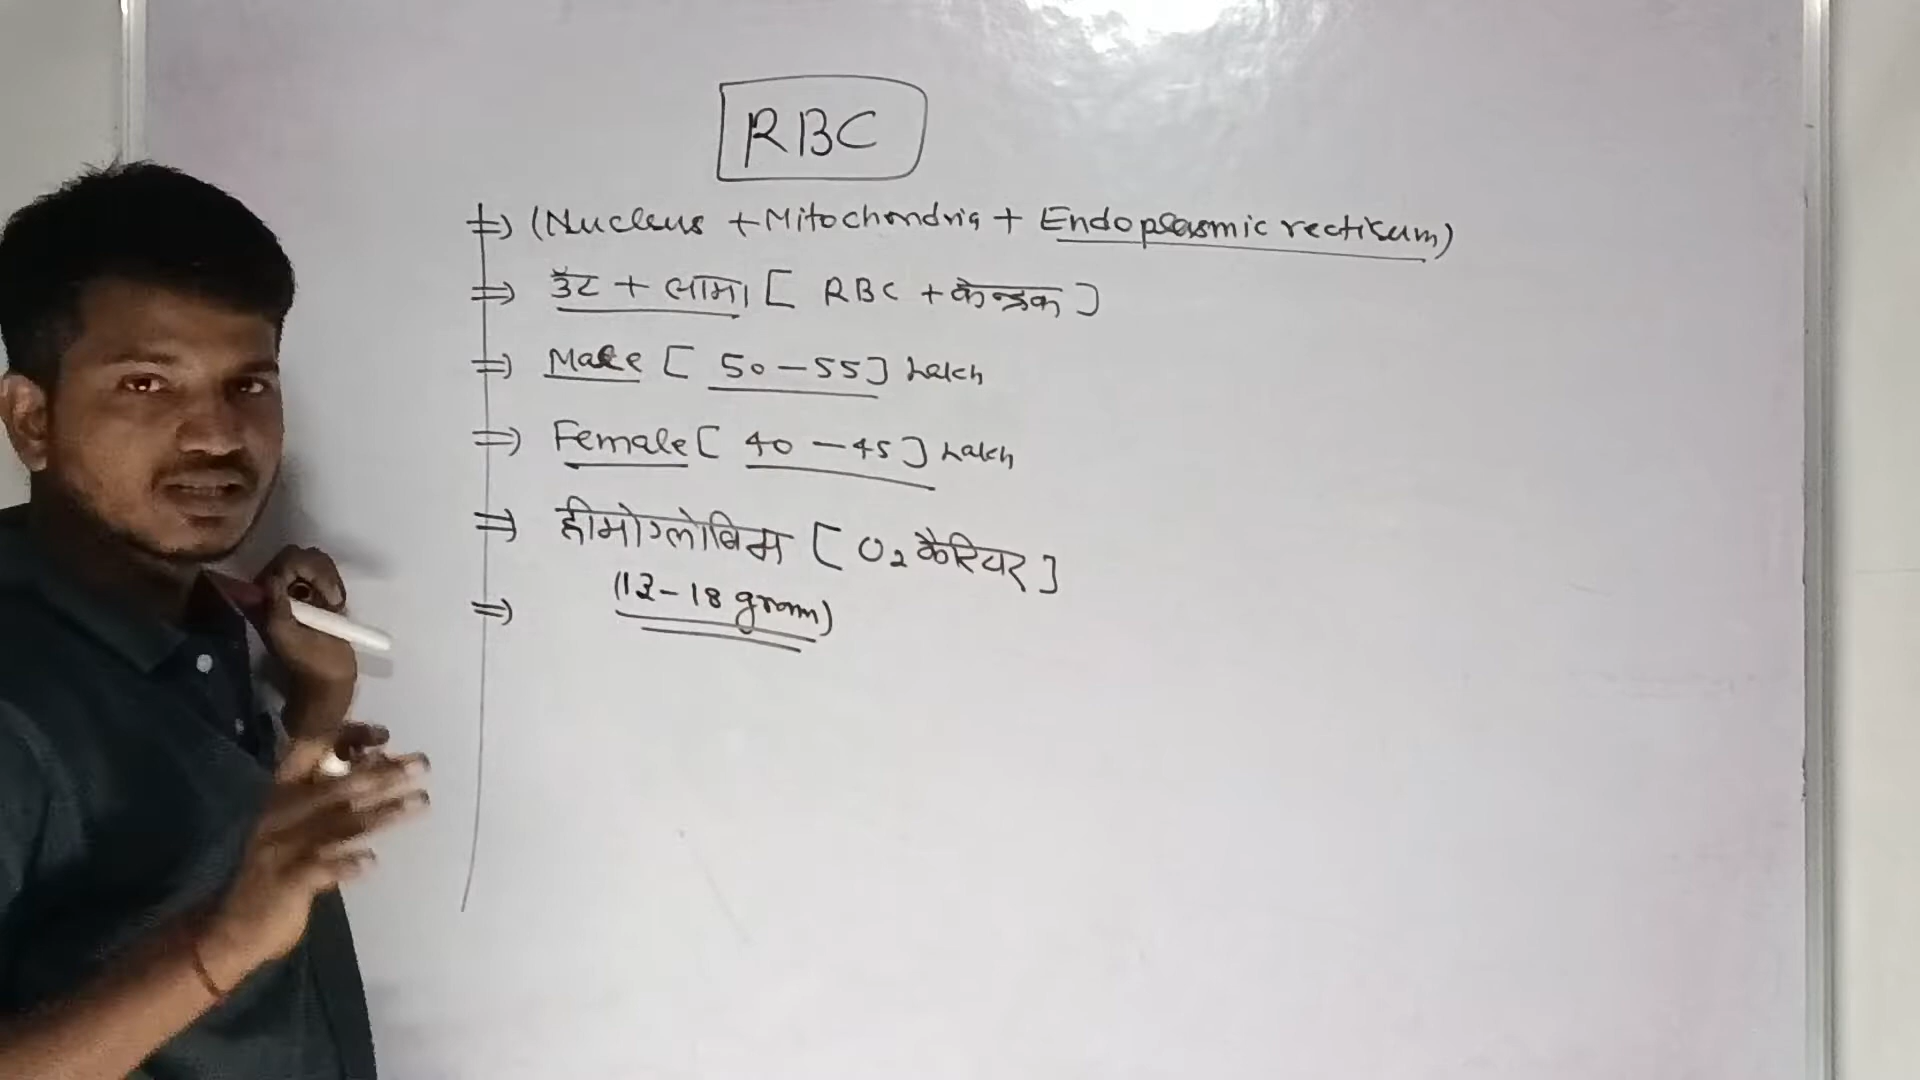 RBC
⇒ (Nucleus + Mitochondria + Endoplasmic rectikum)
⇒ ऊँट + लामा [ RBC + केन्द्रक ]
⇒ Male [ 50 – 55 ] Lakh
⇒ Female [ 40 – 45 ] Lakh
⇒ हीमोग्लोबिम [ O₂ कैरियर ]
⇒ (12 – 18 gram)